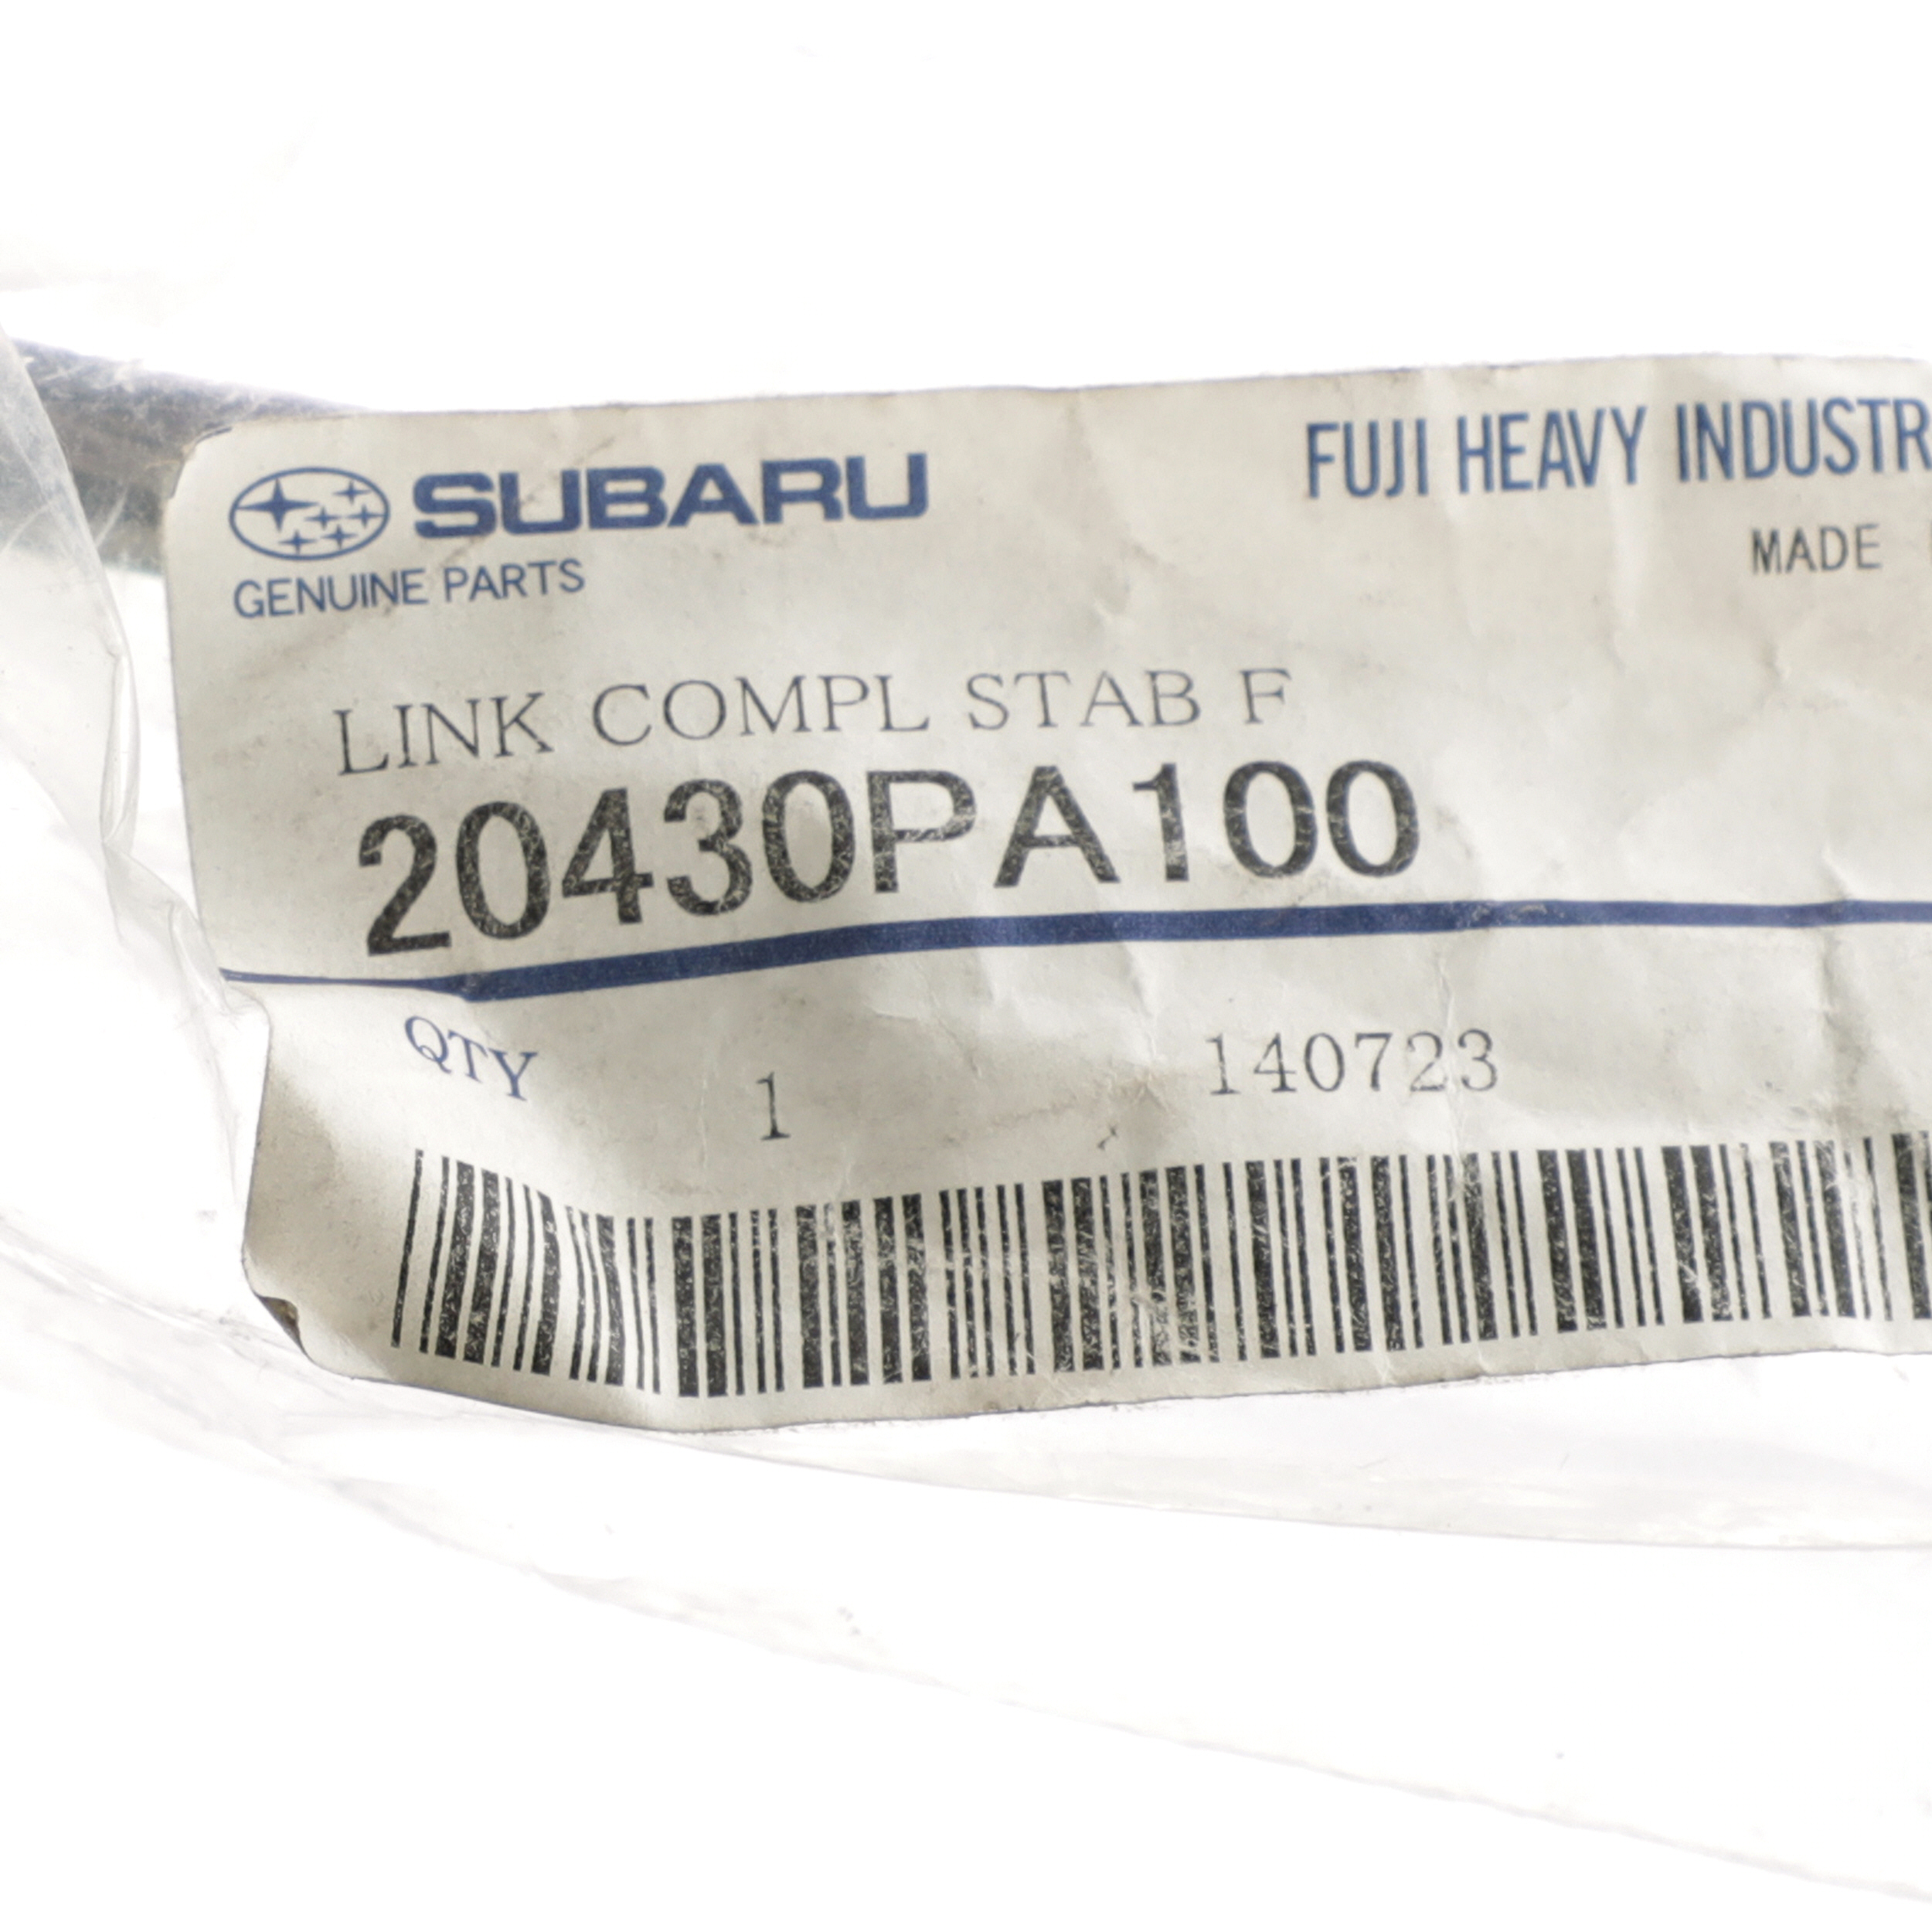 SUBARU
FUJI HEAVY INDUSTR
GENUINE PARTS
MADE
LINK COMPL STAB F
20430PA100
QTY 1 140723